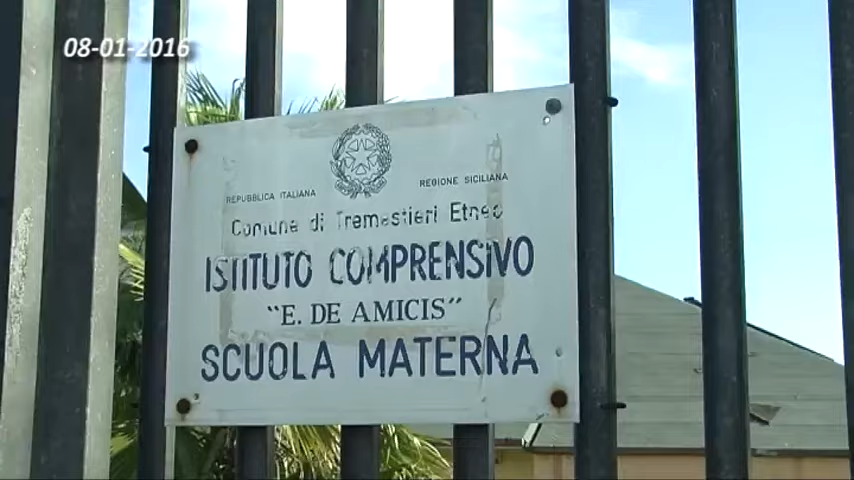 08-01-2016
REPUBBLICA ITALIANA
REGIONE SICILIANA
Comune di Tremestieri Etneo
ISTITUTO COMPRENSIVO
"E. DE AMICIS"
SCUOLA MATERNA